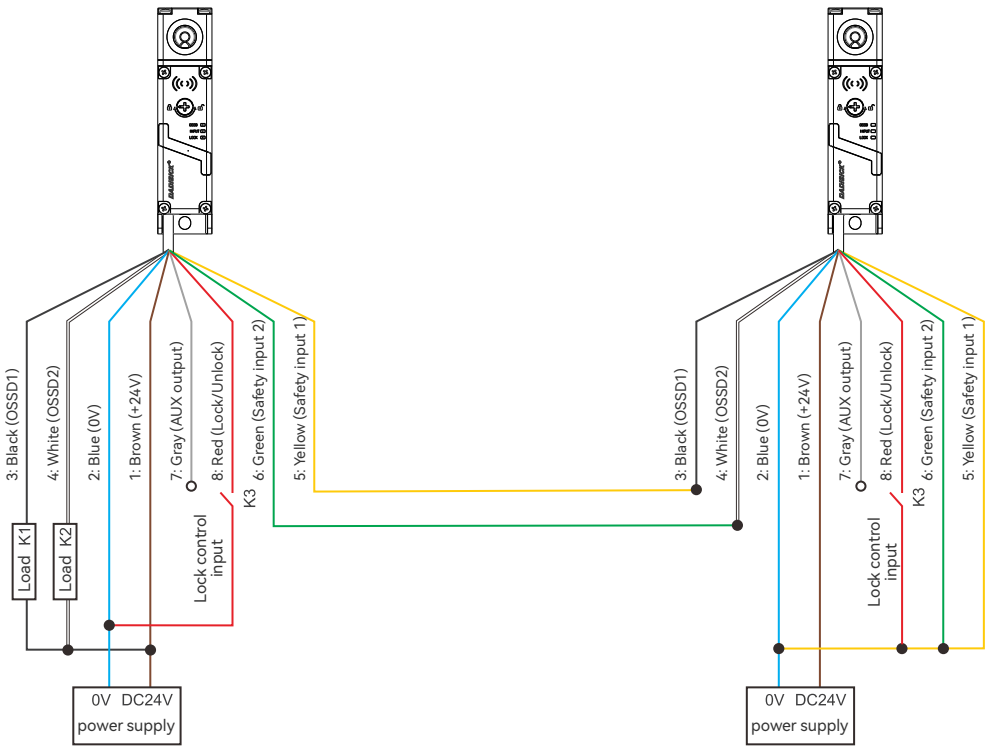 DADISICK®
3: Black (OSSD1)
4: White (OSSD2)
2: Blue (0V)
1: Brown (+24V)
7: Gray (AUX output)
8: Red (Lock/Unlock)
6: Green (Safety input 2)
5: Yellow (Safety input 1)
K3
Lock control
input
Load K1
Load K2
0V DC24V
power supply
DADISICK®
3: Black (OSSD1)
4: White (OSSD2)
2: Blue (0V)
1: Brown (+24V)
7: Gray (AUX output)
8: Red (Lock/Unlock)
6: Green (Safety input 2)
5: Yellow (Safety input 1)
K3
Lock control
input
0V DC24V
power supply